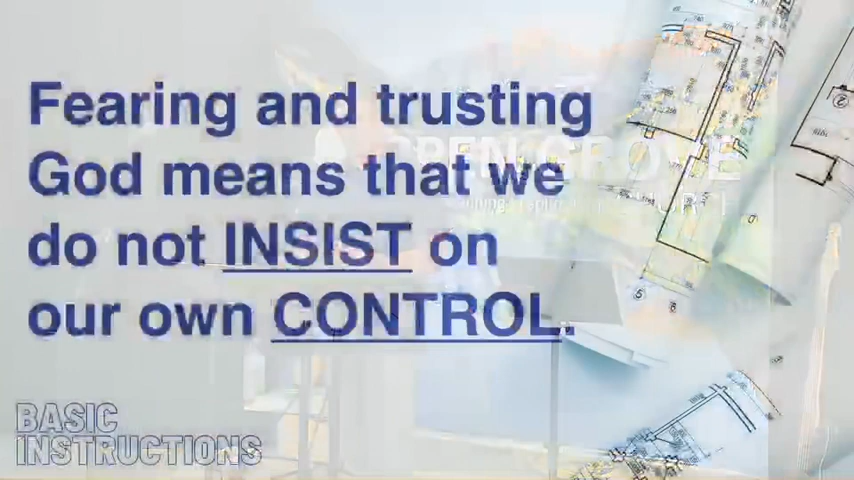 Fearing and trusting
God means that we
do not INSIST on
our own CONTROL.
BASIC
INSTRUCTIONS